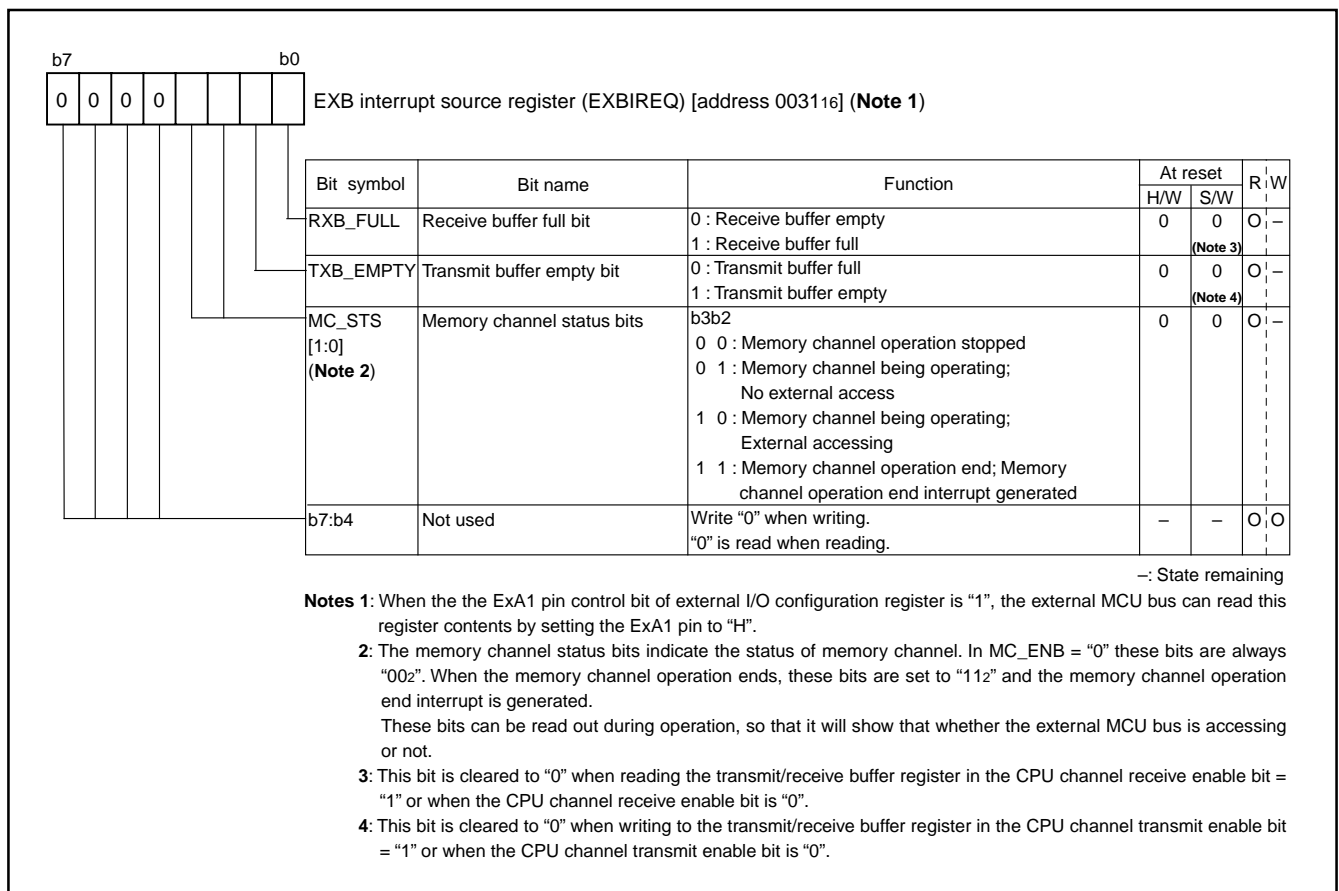 b7 b0
0 0 0 0 EXB interrupt source register (EXBIREQ) [address 003116] (Note 1)
Bit symbol Bit name Function At reset R W
H/W S/W
RXB_FULL Receive buffer full bit 0 : Receive buffer empty 0 0 O –
1 : Receive buffer full (Note 3)
TXB_EMPTY Transmit buffer empty bit 0 : Transmit buffer full 0 0 O –
1 : Transmit buffer empty (Note 4)
MC_STS Memory channel status bits b3b2 0 0 O –
[1:0] 0 0 : Memory channel operation stopped
(Note 2) 0 1 : Memory channel being operating;
No external access
1 0 : Memory channel being operating;
External accessing
1 1 : Memory channel operation end; Memory
channel operation end interrupt generated
b7:b4 Not used Write “0” when writing. – – O O
“0” is read when reading.
–: State remaining
Notes 1: When the the ExA1 pin control bit of external I/O configuration register is “1”, the external MCU bus can read this
register contents by setting the ExA1 pin to “H”.
2: The memory channel status bits indicate the status of memory channel. In MC_ENB = “0” these bits are always
“002”. When the memory channel operation ends, these bits are set to “112” and the memory channel operation
end interrupt is generated.
These bits can be read out during operation, so that it will show that whether the external MCU bus is accessing
or not.
3: This bit is cleared to “0” when reading the transmit/receive buffer register in the CPU channel receive enable bit =
“1” or when the CPU channel receive enable bit is “0”.
4: This bit is cleared to “0” when writing to the transmit/receive buffer register in the CPU channel transmit enable bit
= “1” or when the CPU channel transmit enable bit is “0”.